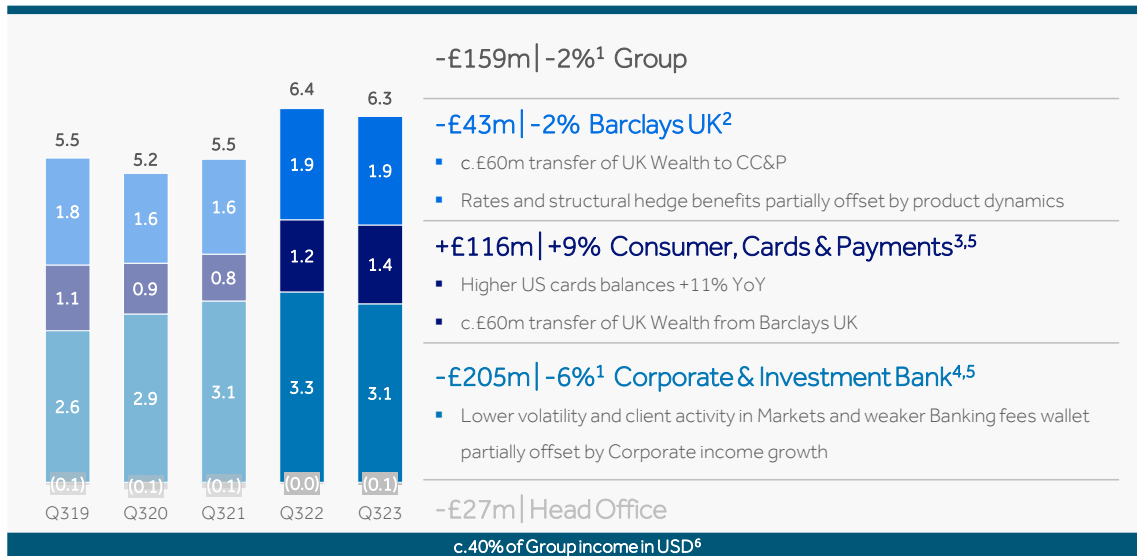 -£159m | -2%¹ Group
6.4
6.3
5.5
5.2
5.5
-£43m | -2% Barclays UK²
▪ c.£60m transfer of UK Wealth to CC&P
▪ Rates and structural hedge benefits partially offset by product dynamics
1.8
1.6
1.6
1.9
1.9
+£116m | +9% Consumer, Cards & Payments³,⁵
▪ Higher US cards balances +11% YoY
▪ c.£60m transfer of UK Wealth from Barclays UK
1.1
0.9
0.8
1.2
1.4
-£205m | -6%¹ Corporate & Investment Bank⁴,⁵
▪ Lower volatility and client activity in Markets and weaker Banking fees wallet
partially offset by Corporate income growth
2.6
2.9
3.1
3.3
3.1
(0.1)
(0.1)
(0.1)
(0.0)
(0.1)
Q319
Q320
Q321
Q322
Q323
-£27m | Head Office
c.40% of Group income in USD⁶